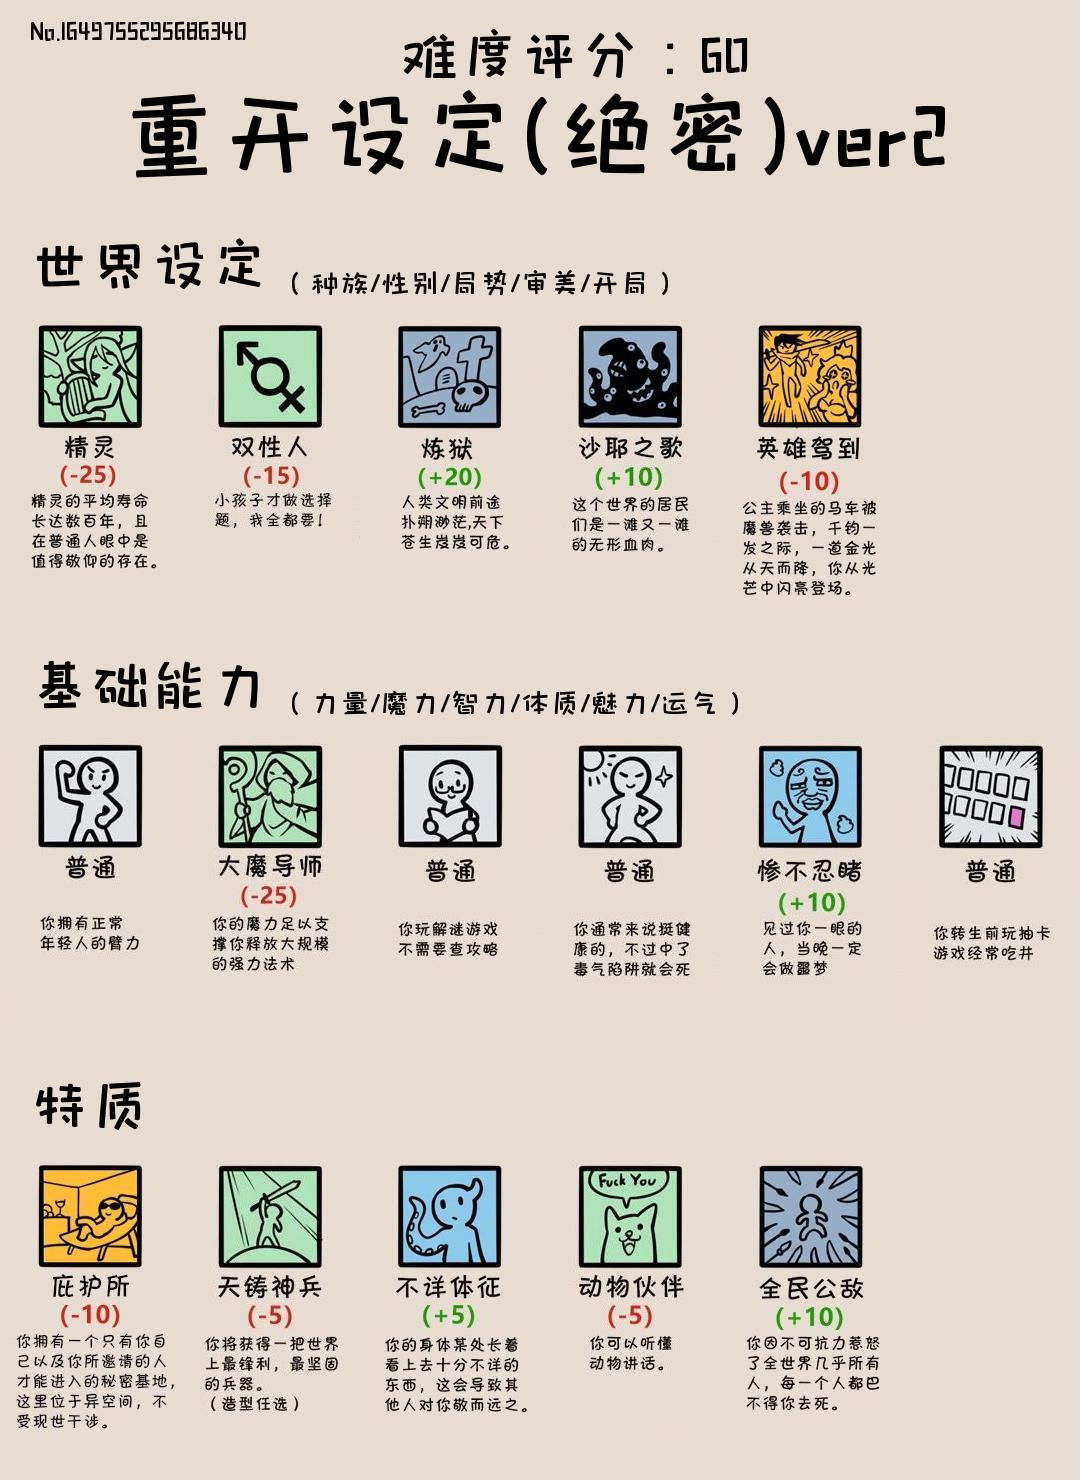 No.1649755295686340
难度评分：60
重开设定(绝密)ver2
世界设定 （种族/性别/局势/审美/开局）
精灵
(-25)
精灵的平均寿命
长达数百年，且
在普通人眼中是
值得敬仰的存在。
双性人
(-15)
小孩子才做选择
题，我全都要！
炼狱
(+20)
人类文明前途
扑朔渺茫,天下
苍生岌岌可危。
沙耶之歌
(+10)
这个世界的居民
们是一滩又一滩
的无形血肉。
英雄驾到
(-10)
公主乘坐的马车被
魔兽袭击，千钧一
发之际，一道金光
从天而降，你从光
芒中闪亮登场。
基础能力 （力量/魔力/智力/体质/魅力/运气）
普通
你拥有正常
年轻人的臂力
大魔导师
(-25)
你的魔力足以支
撑你释放大规模
的强力法术
普通
你玩解谜游戏
不需要查攻略
普通
你通常来说挺健
康的，不过中了
毒气陷阱就会死
惨不忍睹
(+10)
见过你一眼的
人，当晚一定
会做噩梦
普通
你转生前玩抽卡
游戏经常吃井
特质
庇护所
(-10)
你拥有一个只有你自
己以及你所邀请的人
才能进入的秘密基地，
这里位于异空间，不
受现世干涉。
天铸神兵
(-5)
你将获得一把世界
上最锋利，最坚固
的兵器。
（造型任选）
不详体征
(+5)
你的身体某处长着
看上去十分不详的
东西，这会导致其
他人对你敬而远之。
Fuck You
动物伙伴
(-5)
你可以听懂
动物讲话。
全民公敌
(+10)
你因不可抗力惹怒
了全世界几乎所有
人，每一个人都巴
不得你去死。